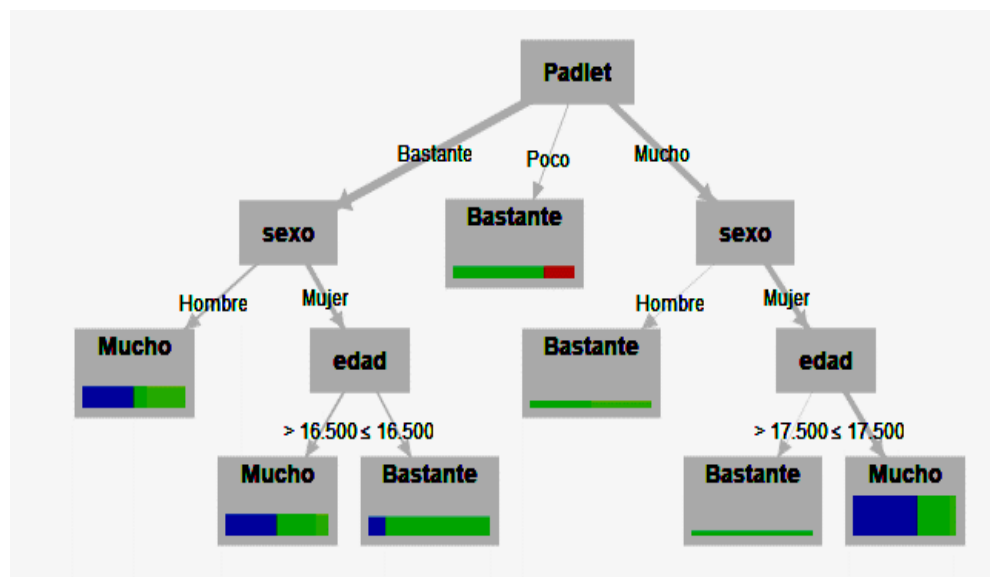 Padlet
Bastante
Poco
Mucho
sexo
Bastante
sexo
Hombre
Mujer
Hombre
Mujer
Mucho
edad
Bastante
edad
> 16.500 ≤ 16.500
> 17.500 ≤ 17.500
Mucho
Bastante
Bastante
Mucho